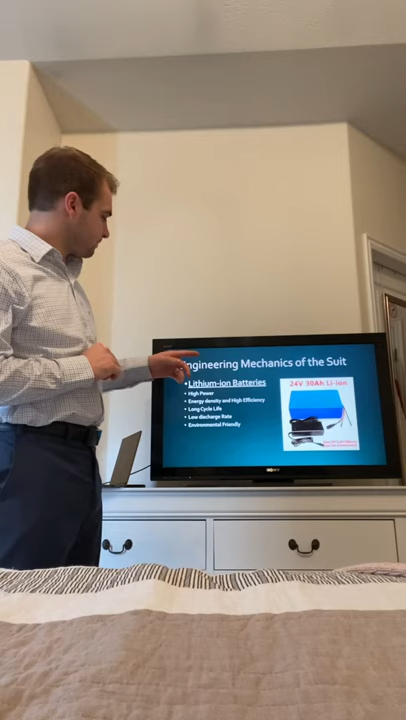 ngineering Mechanics of the Suit
•Lithium-ion Batteries
• High Power
• Energy density and High Efficiency
• Long Cycle Life
• Low discharge Rate
• Environmental Friendly
24V 30Ah Li-ion
SONY